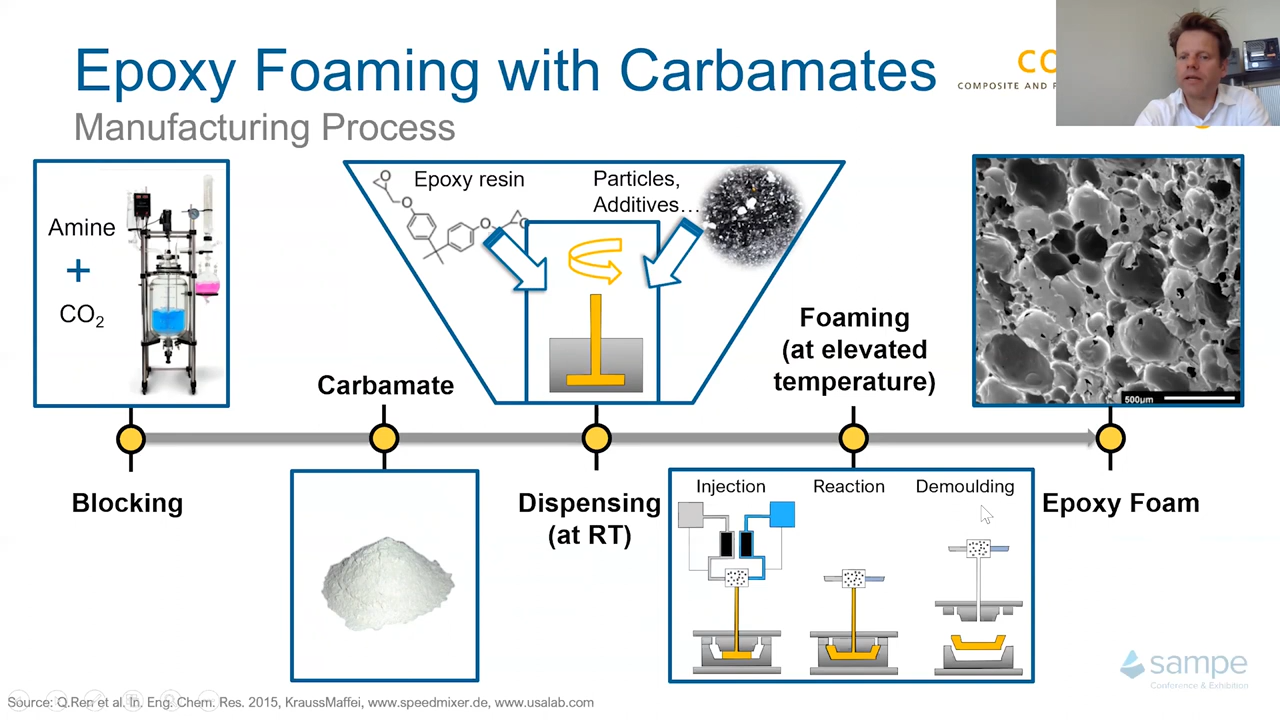 Epoxy Foaming with Carbamates
Manufacturing Process
CO
COMPOSITE AND
Amine
+
CO₂
Epoxy resin
Particles,
Additives…
O
O
O
O
Carbamate
Foaming
(at elevated
temperature)
500µm
Blocking
Dispensing
(at RT)
Injection
Reaction
Demoulding
Epoxy Foam
sampe
Conference & Exhibition
Source: Q.Ren et al. In. Eng. Chem. Res. 2015, KraussMaffei, www.speedmixer.de, www.usalab.com